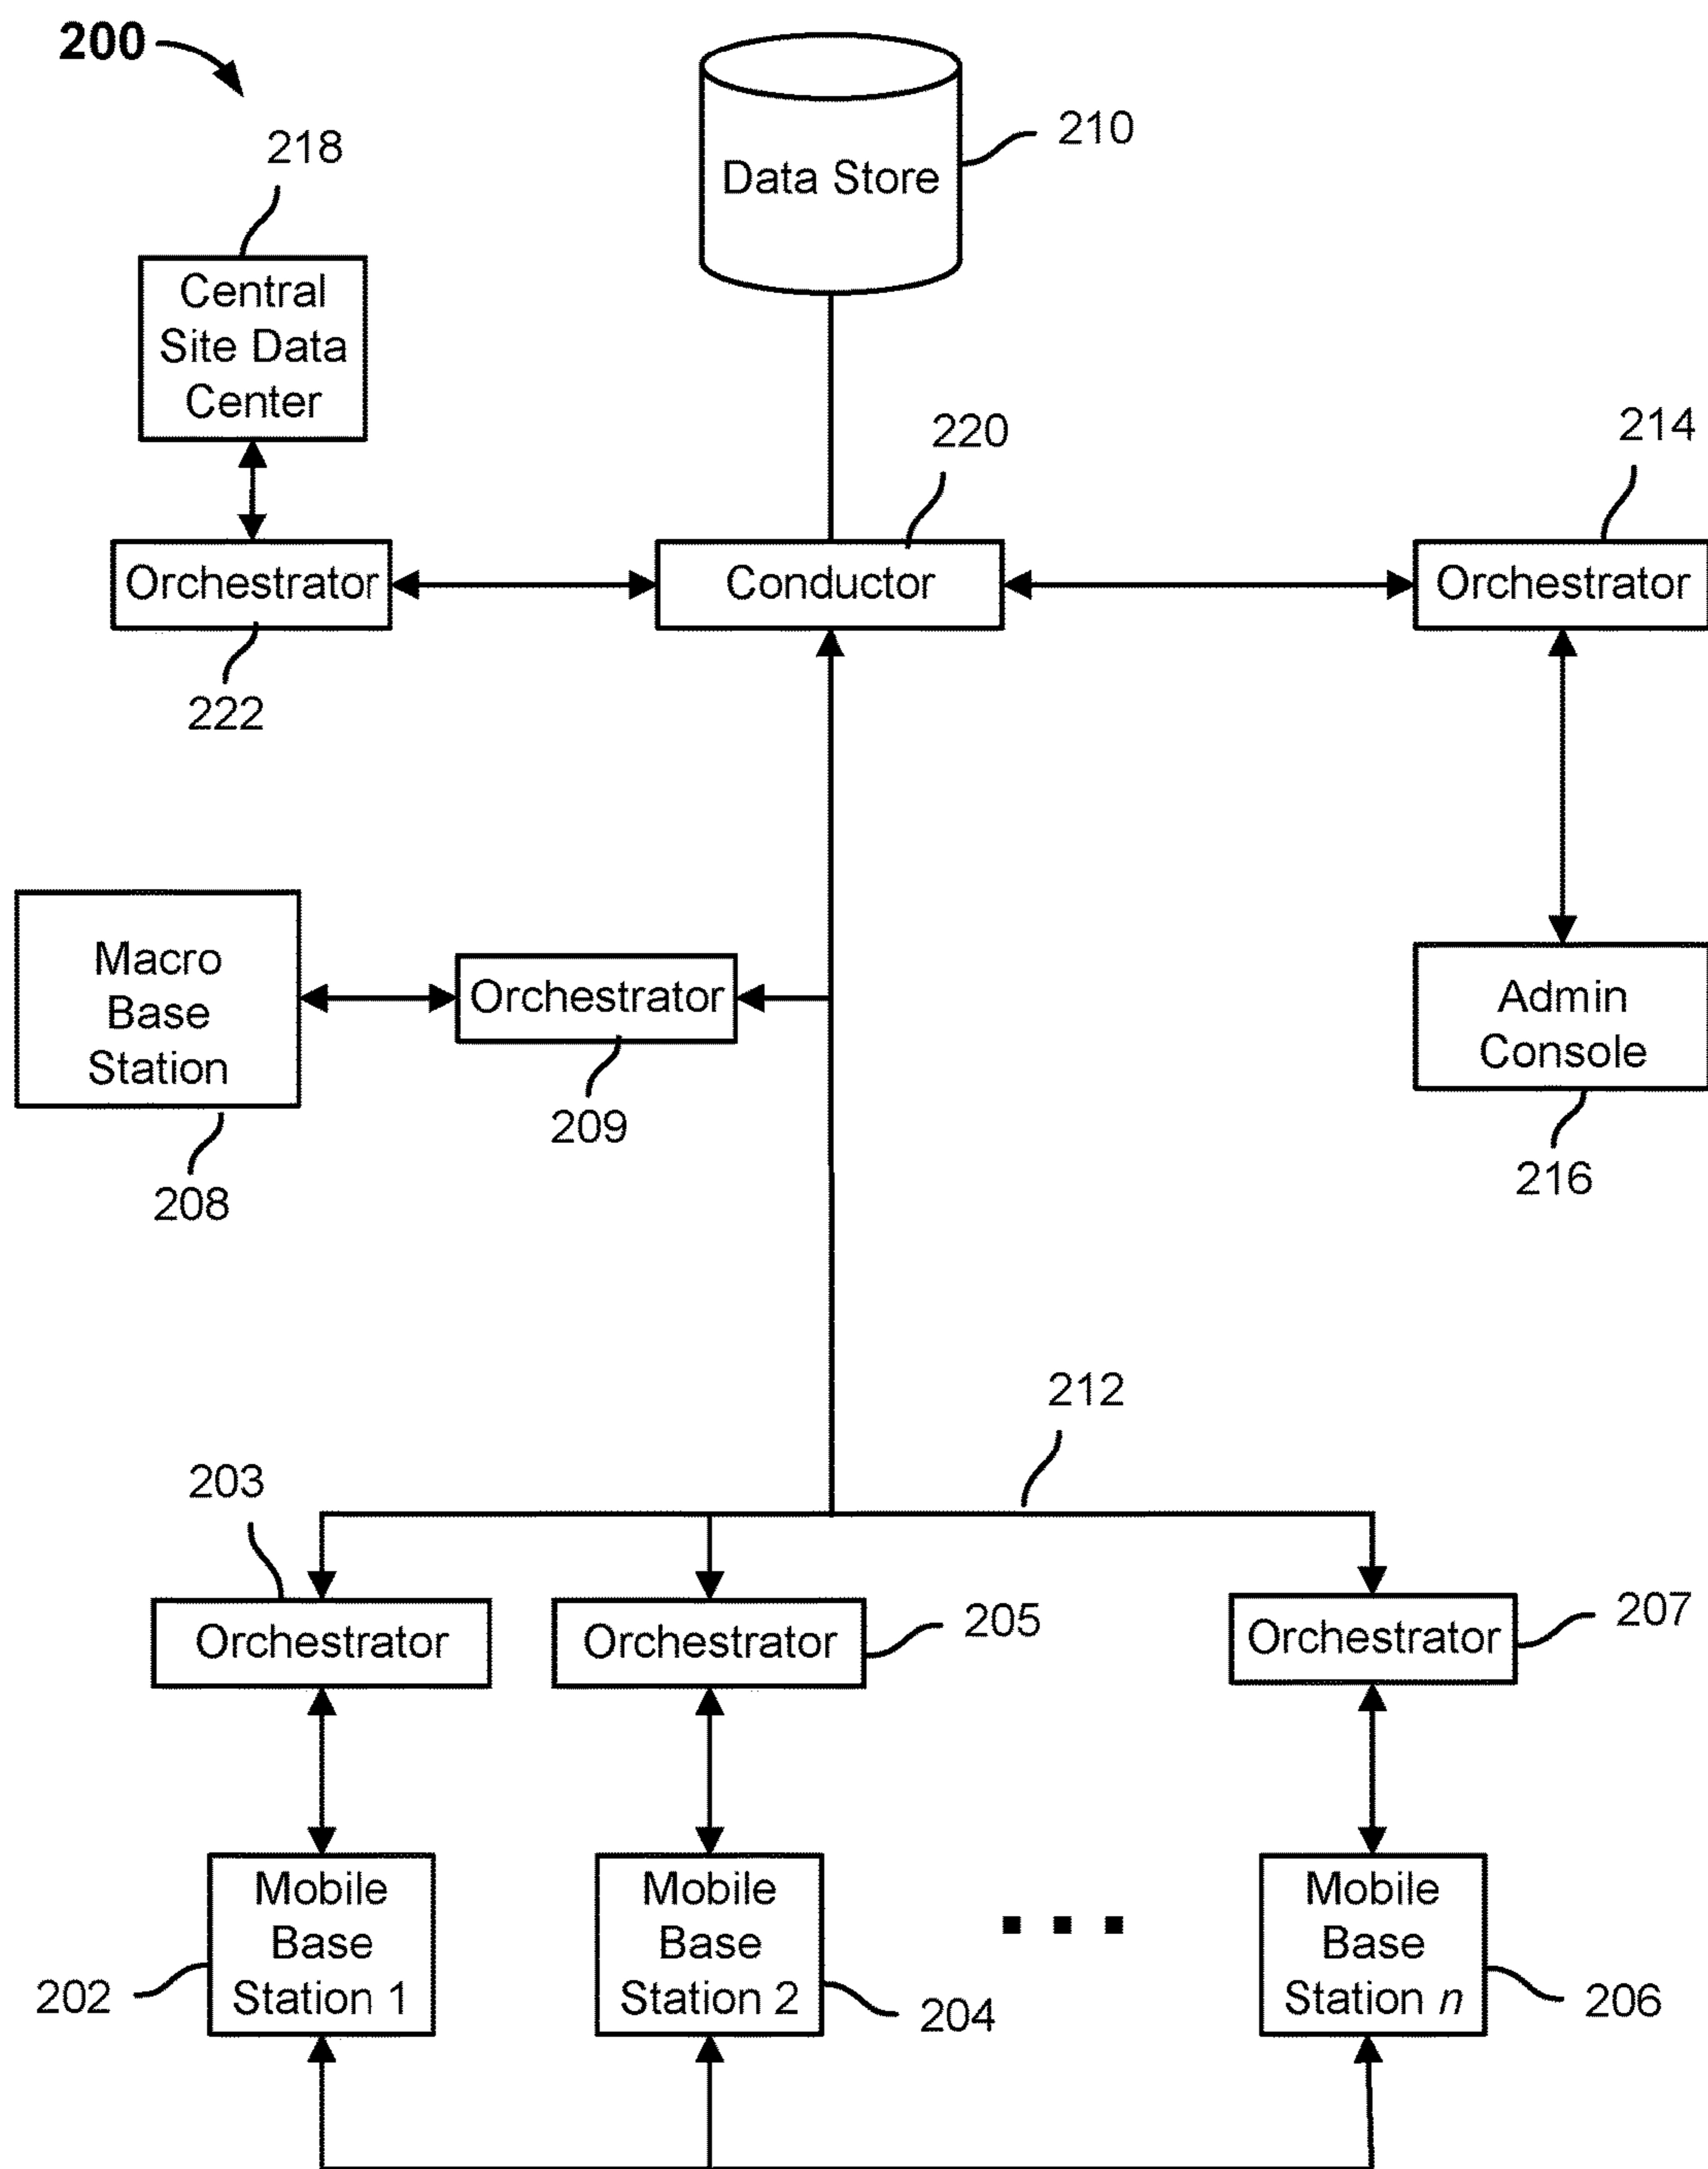 200
218
Data Store
210
Central
Site Data
Center
220
214
Orchestrator
Conductor
Orchestrator
222
Macro
Base
Station
Orchestrator
Admin
Console
209
208
216
212
203
Orchestrator
Orchestrator
205
Orchestrator
207
Mobile
Base
Station 1
Mobile
Base
Station 2
Mobile
Base
Station n
202
204
206